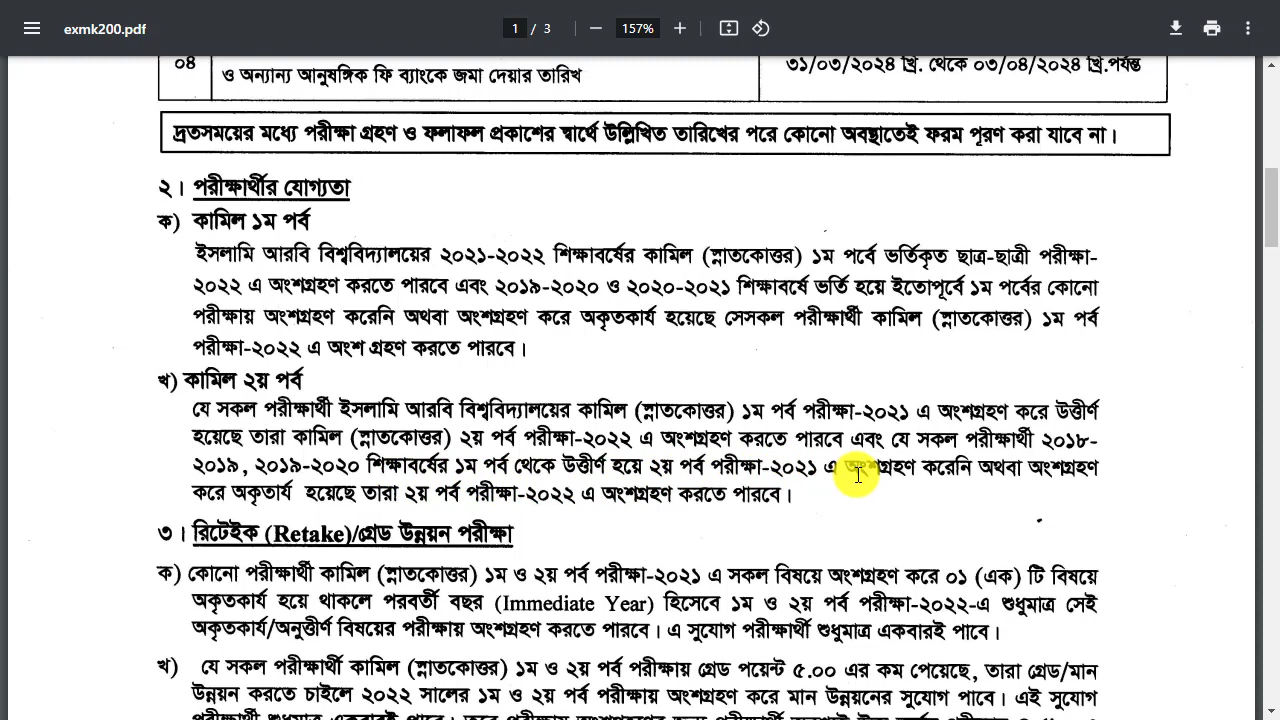 exmk200.pdf
1 / 3
157%
০৪
ও অন্যান্য আনুষঙ্গিক ফি ব্যাংকে জমা দেয়ার তারিখ
৩১/০৩/২০২৪ খ্রি. থেকে ০৩/০৪/২০২৪ খ্রি.পর্যন্ত
দ্রুতসময়ের মধ্যে পরীক্ষা গ্রহণ ও ফলাফল প্রকাশের স্বার্থে উল্লিখিত তারিখের পরে কোনো অবস্থাতেই ফরম পূরণ করা যাবে না।
২। পরীক্ষার্থীর যোগ্যতা
ক) কামিল ১ম পর্ব
ইসলামি আরবি বিশ্ববিদ্যালয়ের ২০২১-২০২২ শিক্ষাবর্ষের কামিল (স্নাতকোত্তর) ১ম পর্বে ভর্তিকৃত ছাত্র-ছাত্রী পরীক্ষা-
২০২২ এ অংশগ্রহণ করতে পারবে এবং ২০১৯-২০২০ ও ২০২০-২০২১ শিক্ষাবর্ষে ভর্তি হয়ে ইতোপূর্বে ১ম পর্বের কোনো
পরীক্ষায় অংশগ্রহণ করেনি অথবা অংশগ্রহণ করে অকৃতকার্য হয়েছে সেসকল পরীক্ষার্থী কামিল (স্নাতকোত্তর) ১ম পর্ব
পরীক্ষা-২০২২ এ অংশ গ্রহণ করতে পারবে।
খ) কামিল ২য় পর্ব
যে সকল পরীক্ষার্থী ইসলামি আরবি বিশ্ববিদ্যালয়ের কামিল (স্নাতকোত্তর) ১ম পর্ব পরীক্ষা-২০২১ এ অংশগ্রহণ করে উত্তীর্ণ
হয়েছে তারা কামিল (স্নাতকোত্তর) ২য় পর্ব পরীক্ষা-২০২২ এ অংশগ্রহণ করতে পারবে এবং যে সকল পরীক্ষার্থী ২০১৮-
২০১৯, ২০১৯-২০২০ শিক্ষাবর্ষের ১ম পর্ব থেকে উত্তীর্ণ হয়ে ২য় পর্ব পরীক্ষা-২০২১ এ অংশগ্রহণ করেনি অথবা অংশগ্রহণ
করে অকৃতার্য হয়েছে তারা ২য় পর্ব পরীক্ষা-২০২২ এ অংশগ্রহণ করতে পারবে।
৩। রিটেইক (Retake)/গ্রেড উন্নয়ন পরীক্ষা
ক) কোনো পরীক্ষার্থী কামিল (স্নাতকোত্তর) ১ম ও ২য় পর্ব পরীক্ষা-২০২১ এ সকল বিষয়ে অংশগ্রহণ করে ০১ (এক) টি বিষয়ে
অকৃতকার্য হয়ে থাকলে পরবর্তী বছর (Immediate Year) হিসেবে ১ম ও ২য় পর্ব পরীক্ষা-২০২২-এ শুধুমাত্র সেই
অকৃতকার্য/অনুত্তীর্ণ বিষয়ের পরীক্ষায় অংশগ্রহণ করতে পারবে। এ সুযোগ পরীক্ষার্থী শুধুমাত্র একবারই পাবে।
খ) যে সকল পরীক্ষার্থী কামিল (স্নাতকোত্তর) ১ম ও ২য় পর্ব পরীক্ষায় গ্রেড পয়েন্ট ৫.০০ এর কম পেয়েছে, তারা গ্রেড/মান
উন্নয়ন করতে চাইলে ২০২২ সালের ১ম ও ২য় পর্ব পরীক্ষায় অংশগ্রহণ করে মান উন্নয়নের সুযোগ পাবে। এই সুযোগ
পরীক্ষার্থী শুধুমাত্র একবারই পাবে।